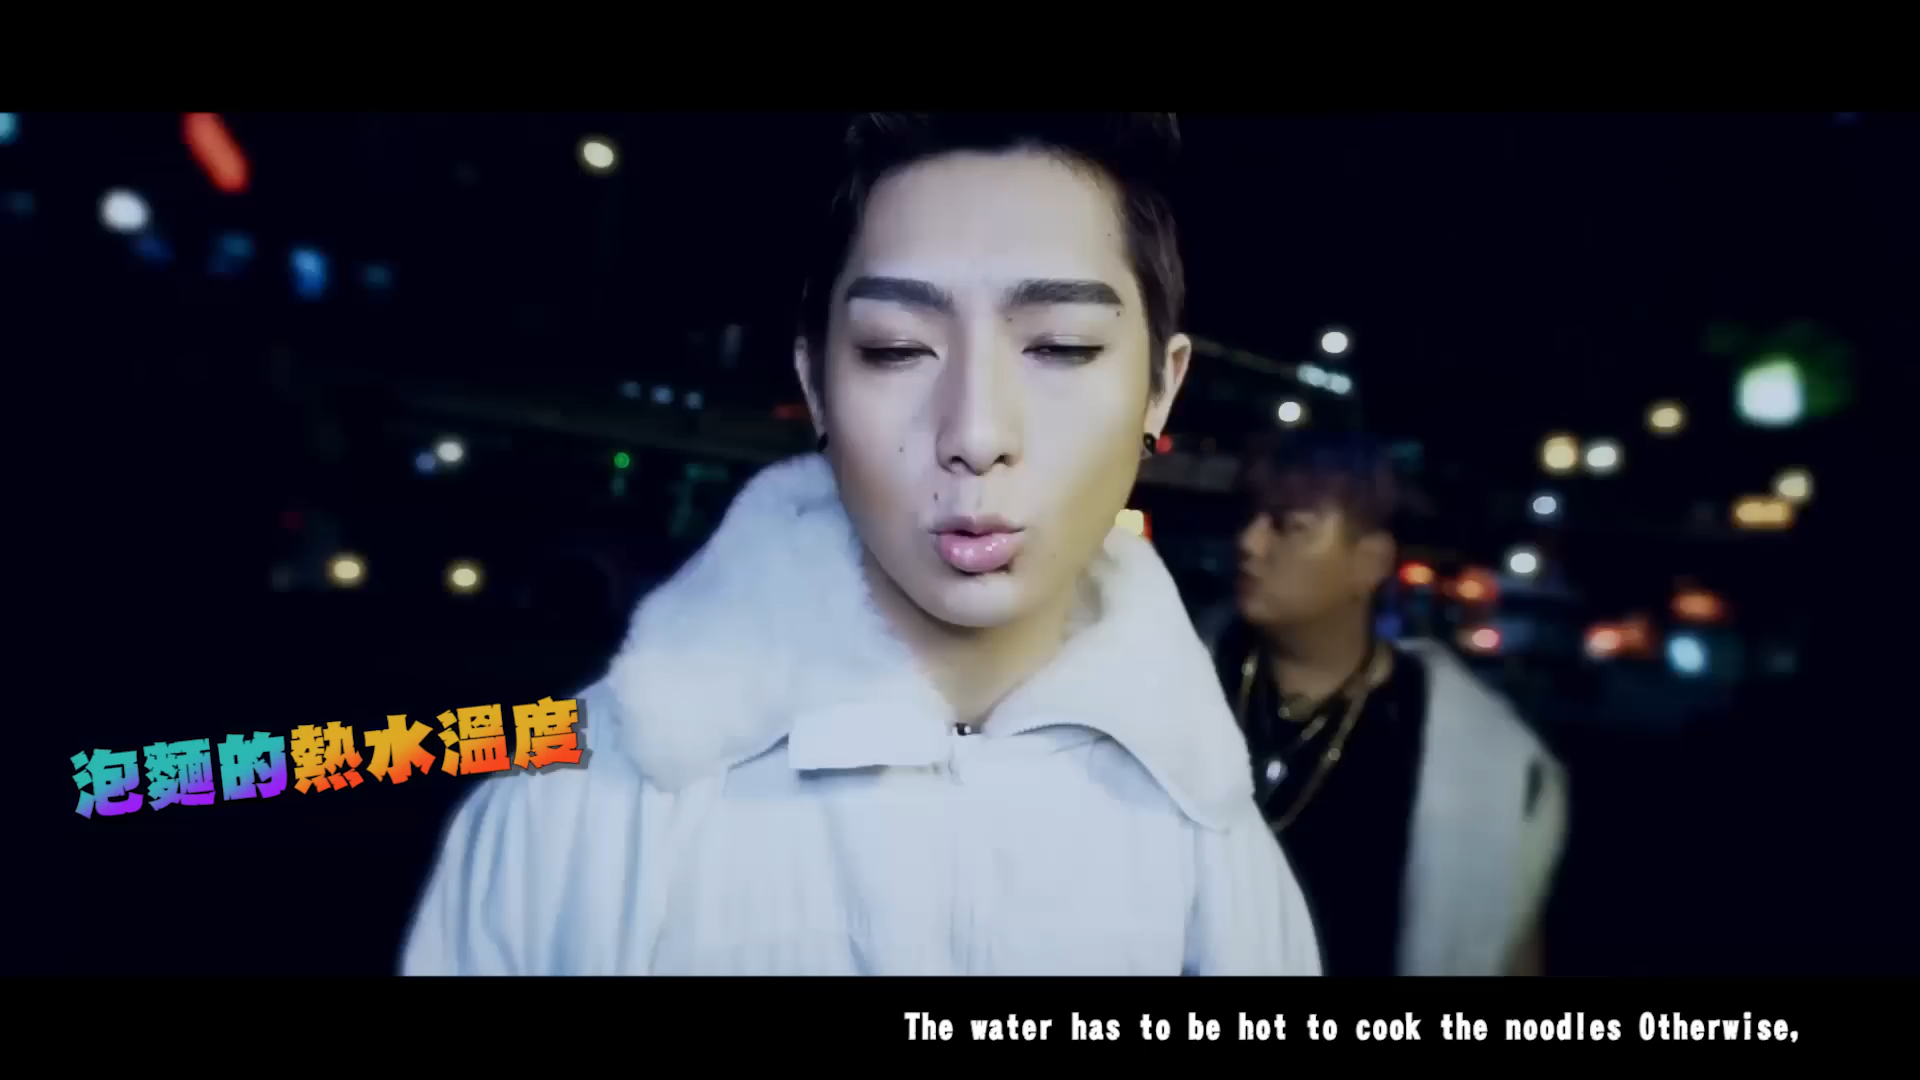 泡麵的熱水溫度
The water has to be hot to cook the noodles Otherwise,